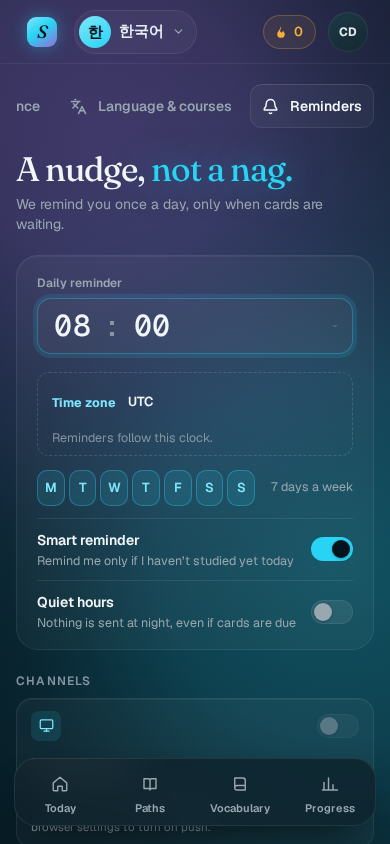 S
한 한국어
0
CD
nce
Language & courses
Reminders
A nudge, not a nag.
We remind you once a day, only when cards are
waiting.
Daily reminder
08 : 00
Time zone UTC
Reminders follow this clock.
M T W T F S S 7 days a week
Smart reminder
Remind me only if I haven't studied yet today
Quiet hours
Nothing is sent at night, even if cards are due
CHANNELS
Today
Paths
Vocabulary
Progress
browser settings to turn on push.